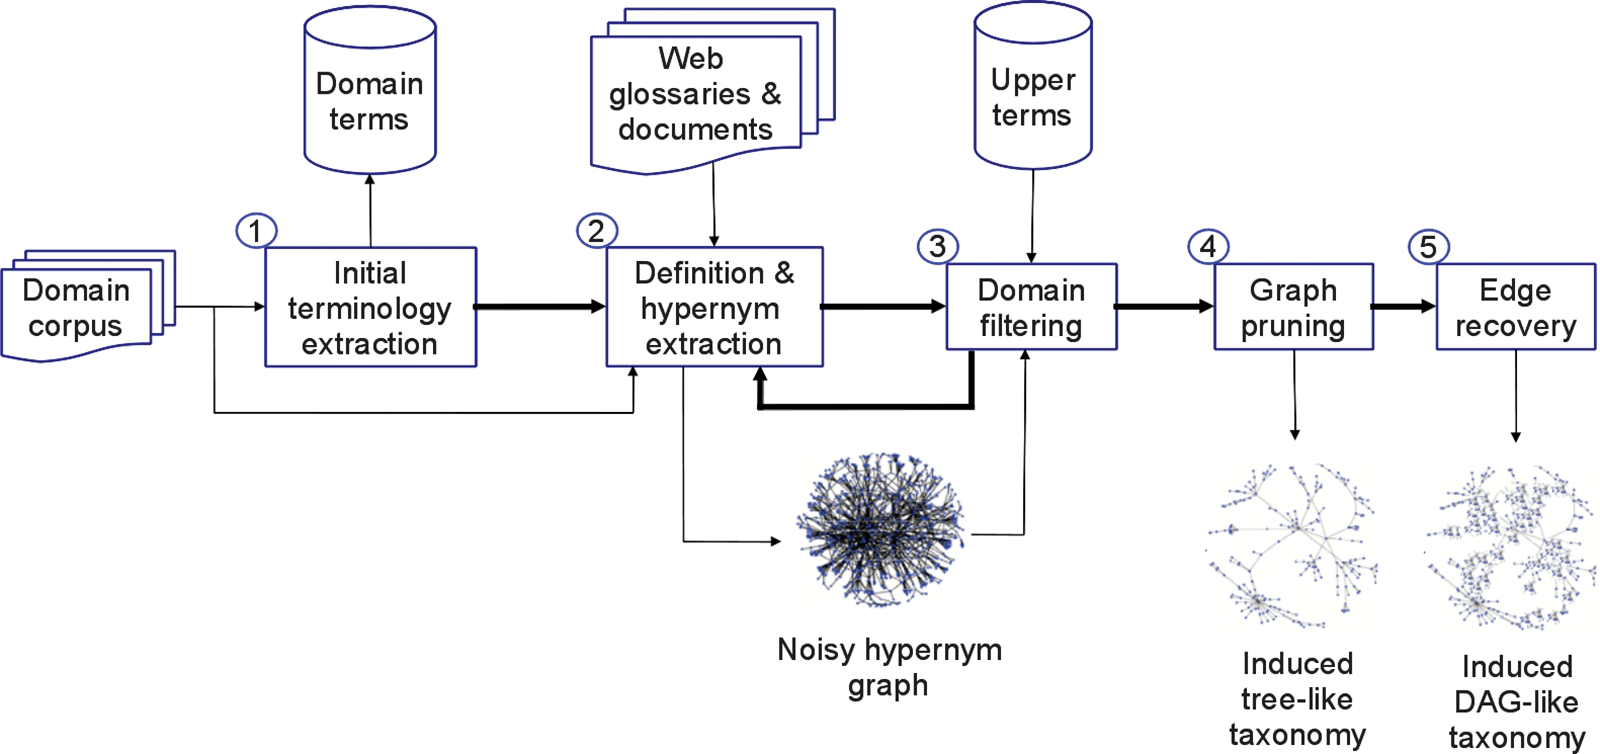 Domain
terms
Web
glossaries &
documents
Upper
terms
1
2
3
4
5
Domain
corpus
Initial
terminology
extraction
Definition &
hypernym
extraction
Domain
filtering
Graph
pruning
Edge
recovery
Noisy hypernym
graph
Induced
tree-like
taxonomy
Induced
DAG-like
taxonomy